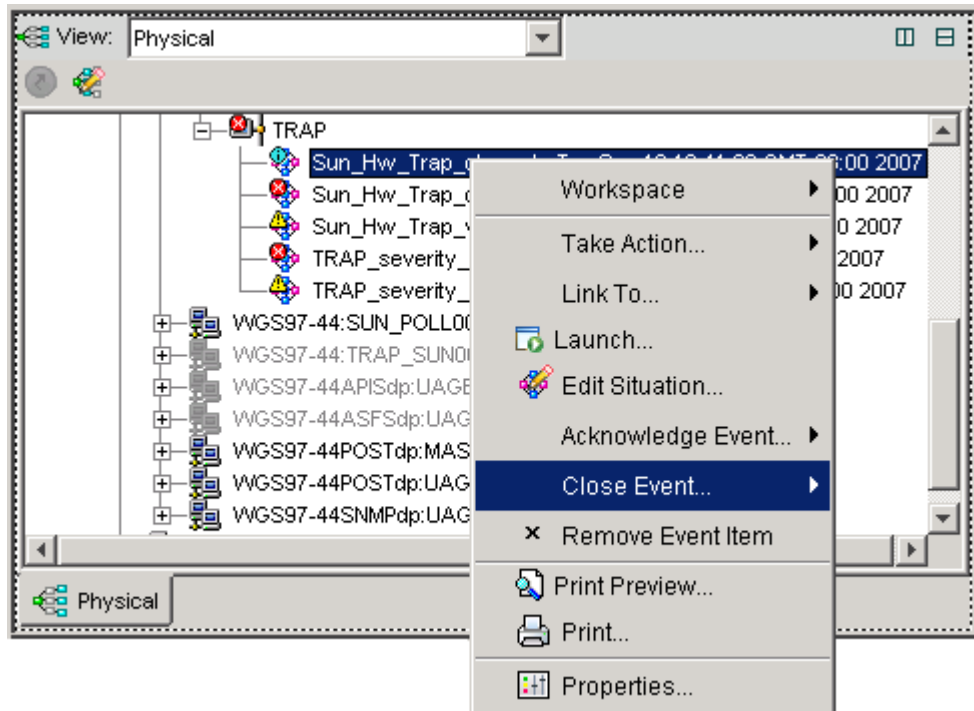 View: Physical
TRAP
Sun_Hw_Trap_ :00 2007
Sun_Hw_Trap_ 00 2007
Sun_Hw_Trap_ 0 2007
TRAP_severity_ 2007
TRAP_severity_ 00 2007
WGS97-44:SUN_POLL00
WGS97-44:TRAP_SUN0
WGS97-44APISdp:UAGE
WGS97-44ASFSdp:UAG
WGS97-44POSTdp:MAS
WGS97-44POSTdp:UAG
WGS97-44SNMPdp:UAG
Physical
Workspace
Take Action...
Link To...
Launch...
Edit Situation...
Acknowledge Event...
Close Event...
Remove Event Item
Print Preview...
Print...
Properties...